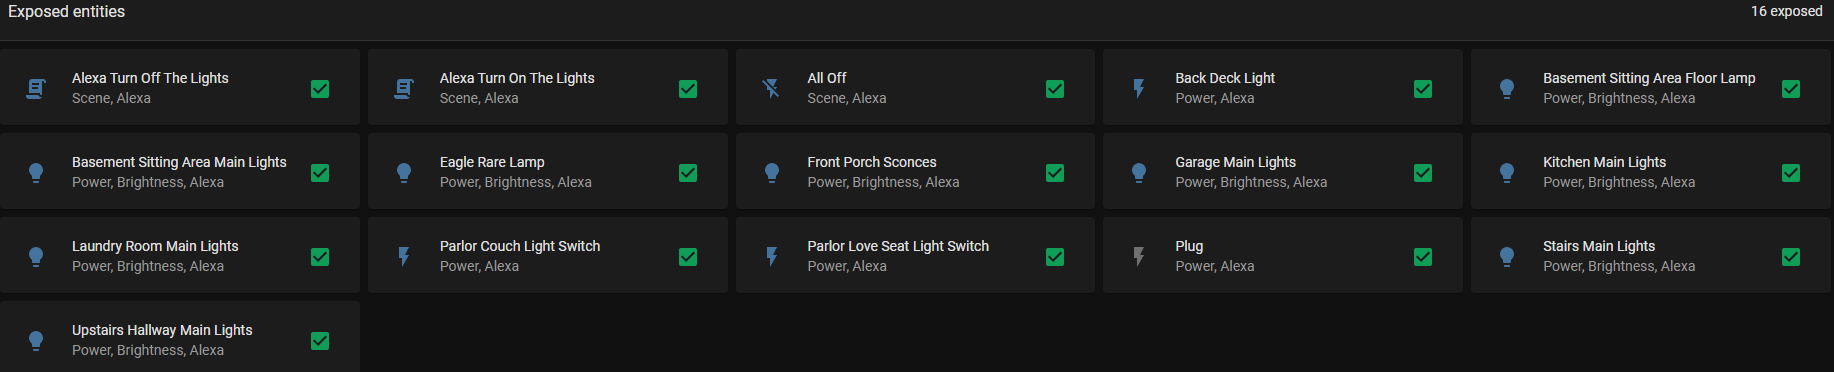 Exposed entities
16 exposed
Alexa Turn Off The Lights
Scene, Alexa
Alexa Turn On The Lights
Scene, Alexa
All Off
Scene, Alexa
Back Deck Light
Power, Alexa
Basement Sitting Area Floor Lamp
Power, Brightness, Alexa
Basement Sitting Area Main Lights
Power, Brightness, Alexa
Eagle Rare Lamp
Power, Brightness, Alexa
Front Porch Sconces
Power, Brightness, Alexa
Garage Main Lights
Power, Brightness, Alexa
Kitchen Main Lights
Power, Brightness, Alexa
Laundry Room Main Lights
Power, Brightness, Alexa
Parlor Couch Light Switch
Power, Alexa
Parlor Love Seat Light Switch
Power, Alexa
Plug
Power, Alexa
Stairs Main Lights
Power, Brightness, Alexa
Upstairs Hallway Main Lights
Power, Brightness, Alexa